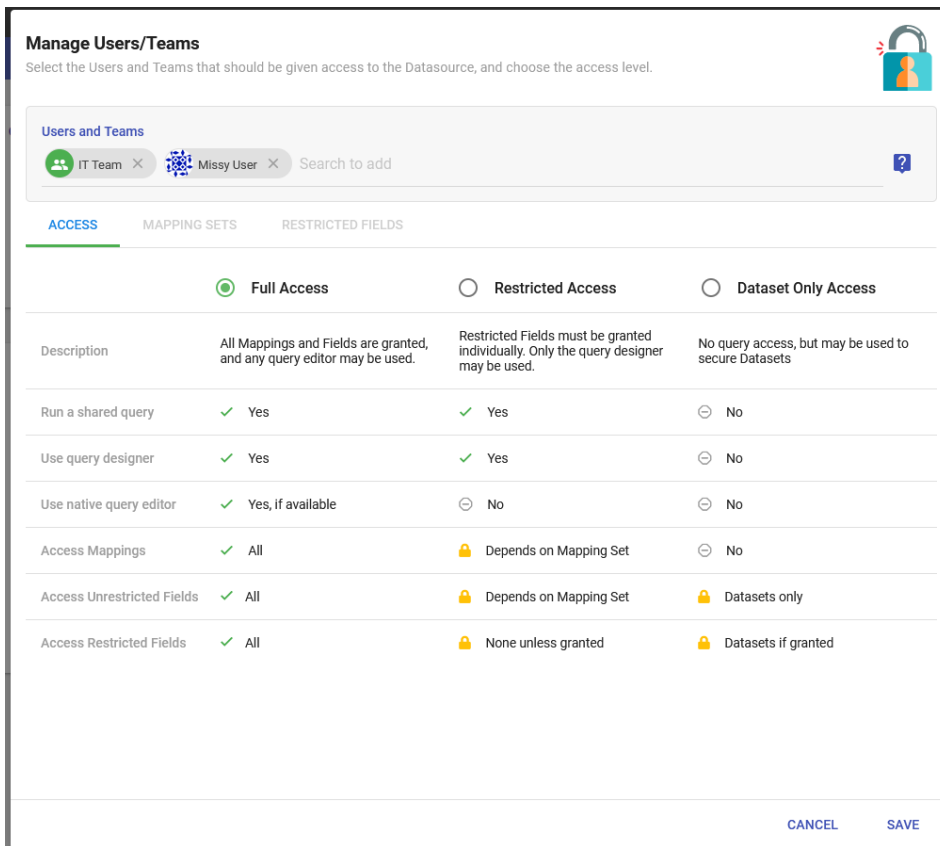 Manage Users/Teams
Select the Users and Teams that should be given access to the Datasource, and choose the access level.
Users and Teams
IT Team Missy User Search to add ?
ACCESS MAPPING SETS RESTRICTED FIELDS
Full Access Restricted Access Dataset Only Access
Description
All Mappings and Fields are granted,
and any query editor may be used.
Restricted Fields must be granted
individually. Only the query designer
may be used.
No query access, but may be used to
secure Datasets
Run a shared query Yes Yes No
Use query designer Yes Yes No
Use native query editor Yes, if available No No
Access Mappings All Depends on Mapping Set No
Access Unrestricted Fields All Depends on Mapping Set Datasets only
Access Restricted Fields All None unless granted Datasets if granted
CANCEL SAVE